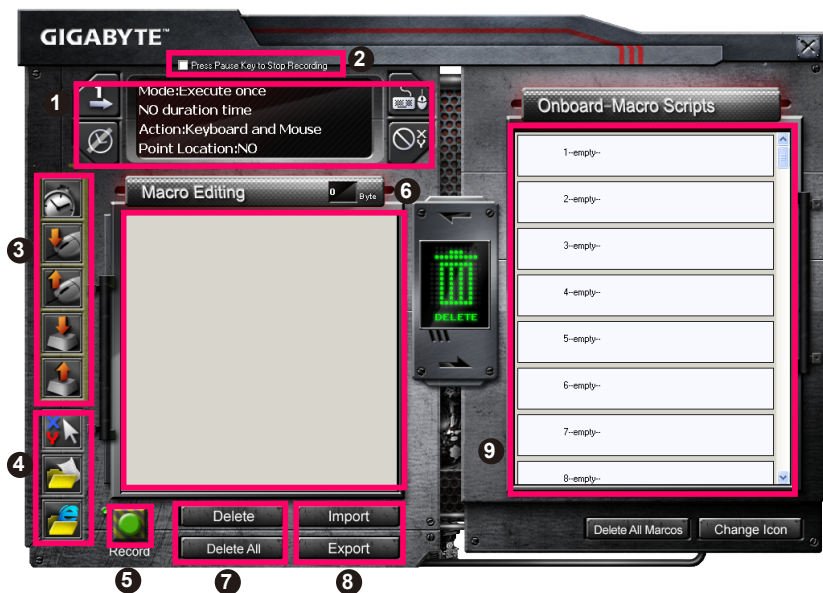 GIGABYTE™
2
Press Pause Key to Stop Recording
1
1
Mode:Execute once
NO duration time
Action:Keyboard and Mouse
Point Location:NO
X
Y
Onboard-Macro Scripts
Macro Editing
0
Byte
6
1--empty--
2--empty--
3--empty--
4--empty--
5--empty--
6--empty--
7--empty--
8--empty--
DELETE
3
4
X
Y
9
Record
Delete
Import
Delete All
Export
Delete All Marcos
Change Icon
5
7
8